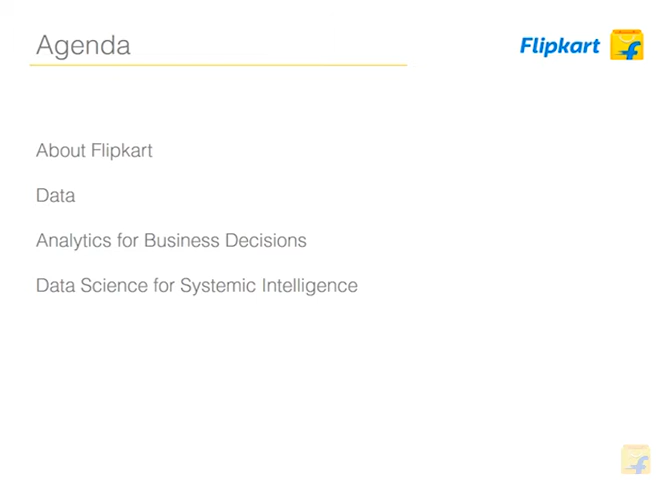 Agenda
Flipkart
About Flipkart
Data
Analytics for Business Decisions
Data Science for Systemic Intelligence